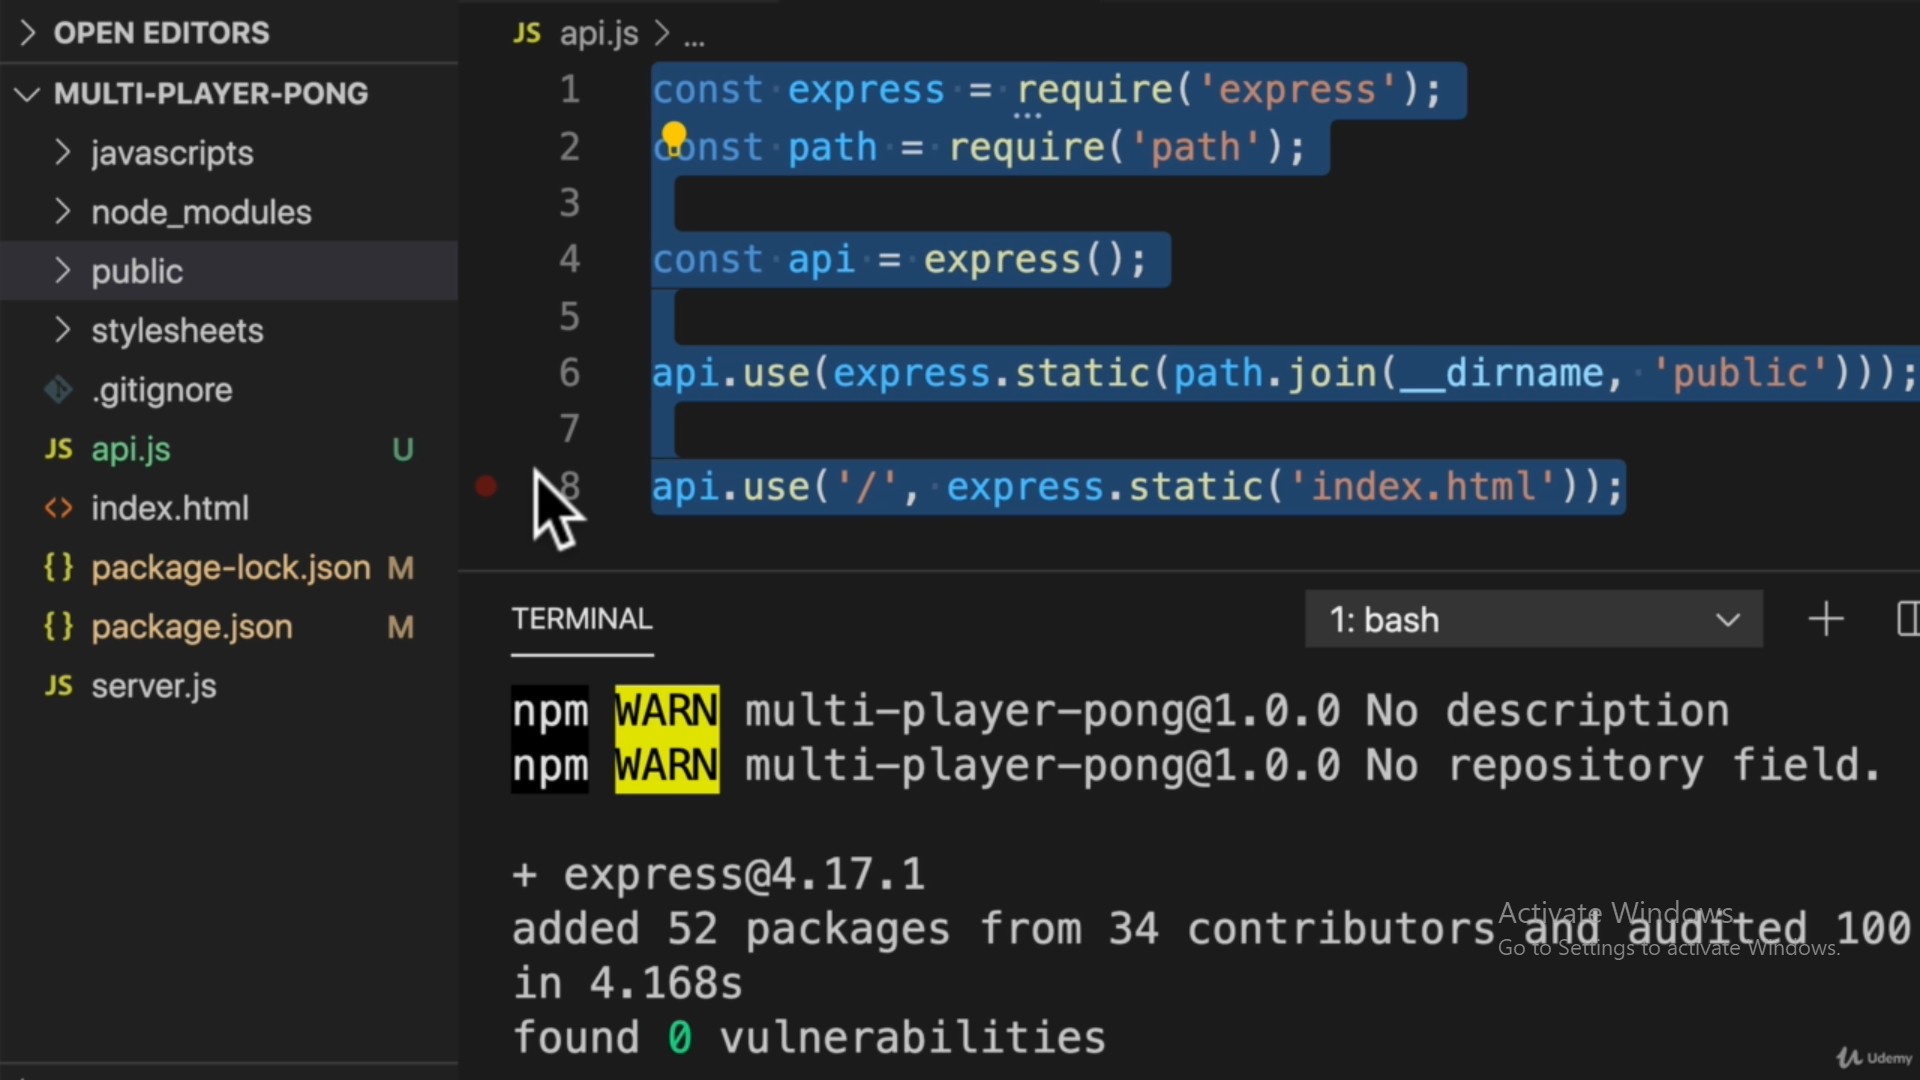 OPEN EDITORS
MULTI-PLAYER-PONG
javascripts
node_modules
public
stylesheets
.gitignore
JS api.js U
<> index.html
{} package-lock.json M
{} package.json M
JS server.js
JS api.js > ...
1 const express = require('express');
2 const path = require('path');
3
4 const api = express();
5
6 api.use(express.static(path.join(__dirname, 'public')));
7
8 api.use('/', express.static('index.html'));
TERMINAL
1: bash
npm WARN multi-player-pong@1.0.0 No description
npm WARN multi-player-pong@1.0.0 No repository field.
+ express@4.17.1
added 52 packages from 34 contributors and audited 100
in 4.168s
found 0 vulnerabilities
Activate Windows
Go to Settings to activate Windows.
Udemy